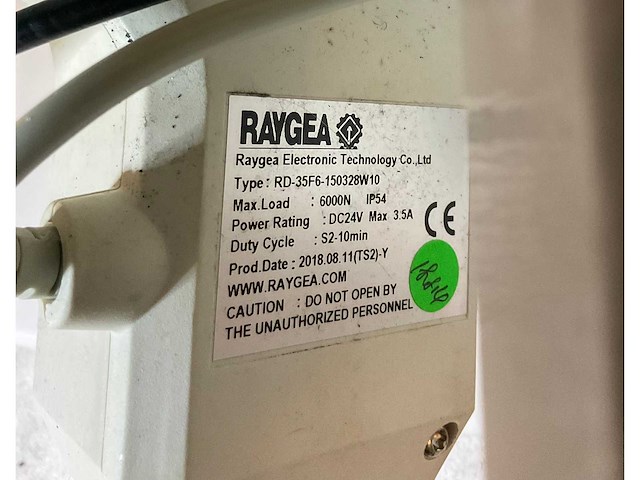 RAYGEA
Raygea Electronic Technology Co.,Ltd
Type : RD-35F6-150328W10
Max.Load : 6000N IP54
Power Rating : DC24V Max 3.5A
Duty Cycle : S2-10min
Prod.Date : 2018.08.11(TS2)-Y
WWW.RAYGEA.COM
CAUTION : DO NOT OPEN BY
THE UNAUTHORIZED PERSONNEL
CE